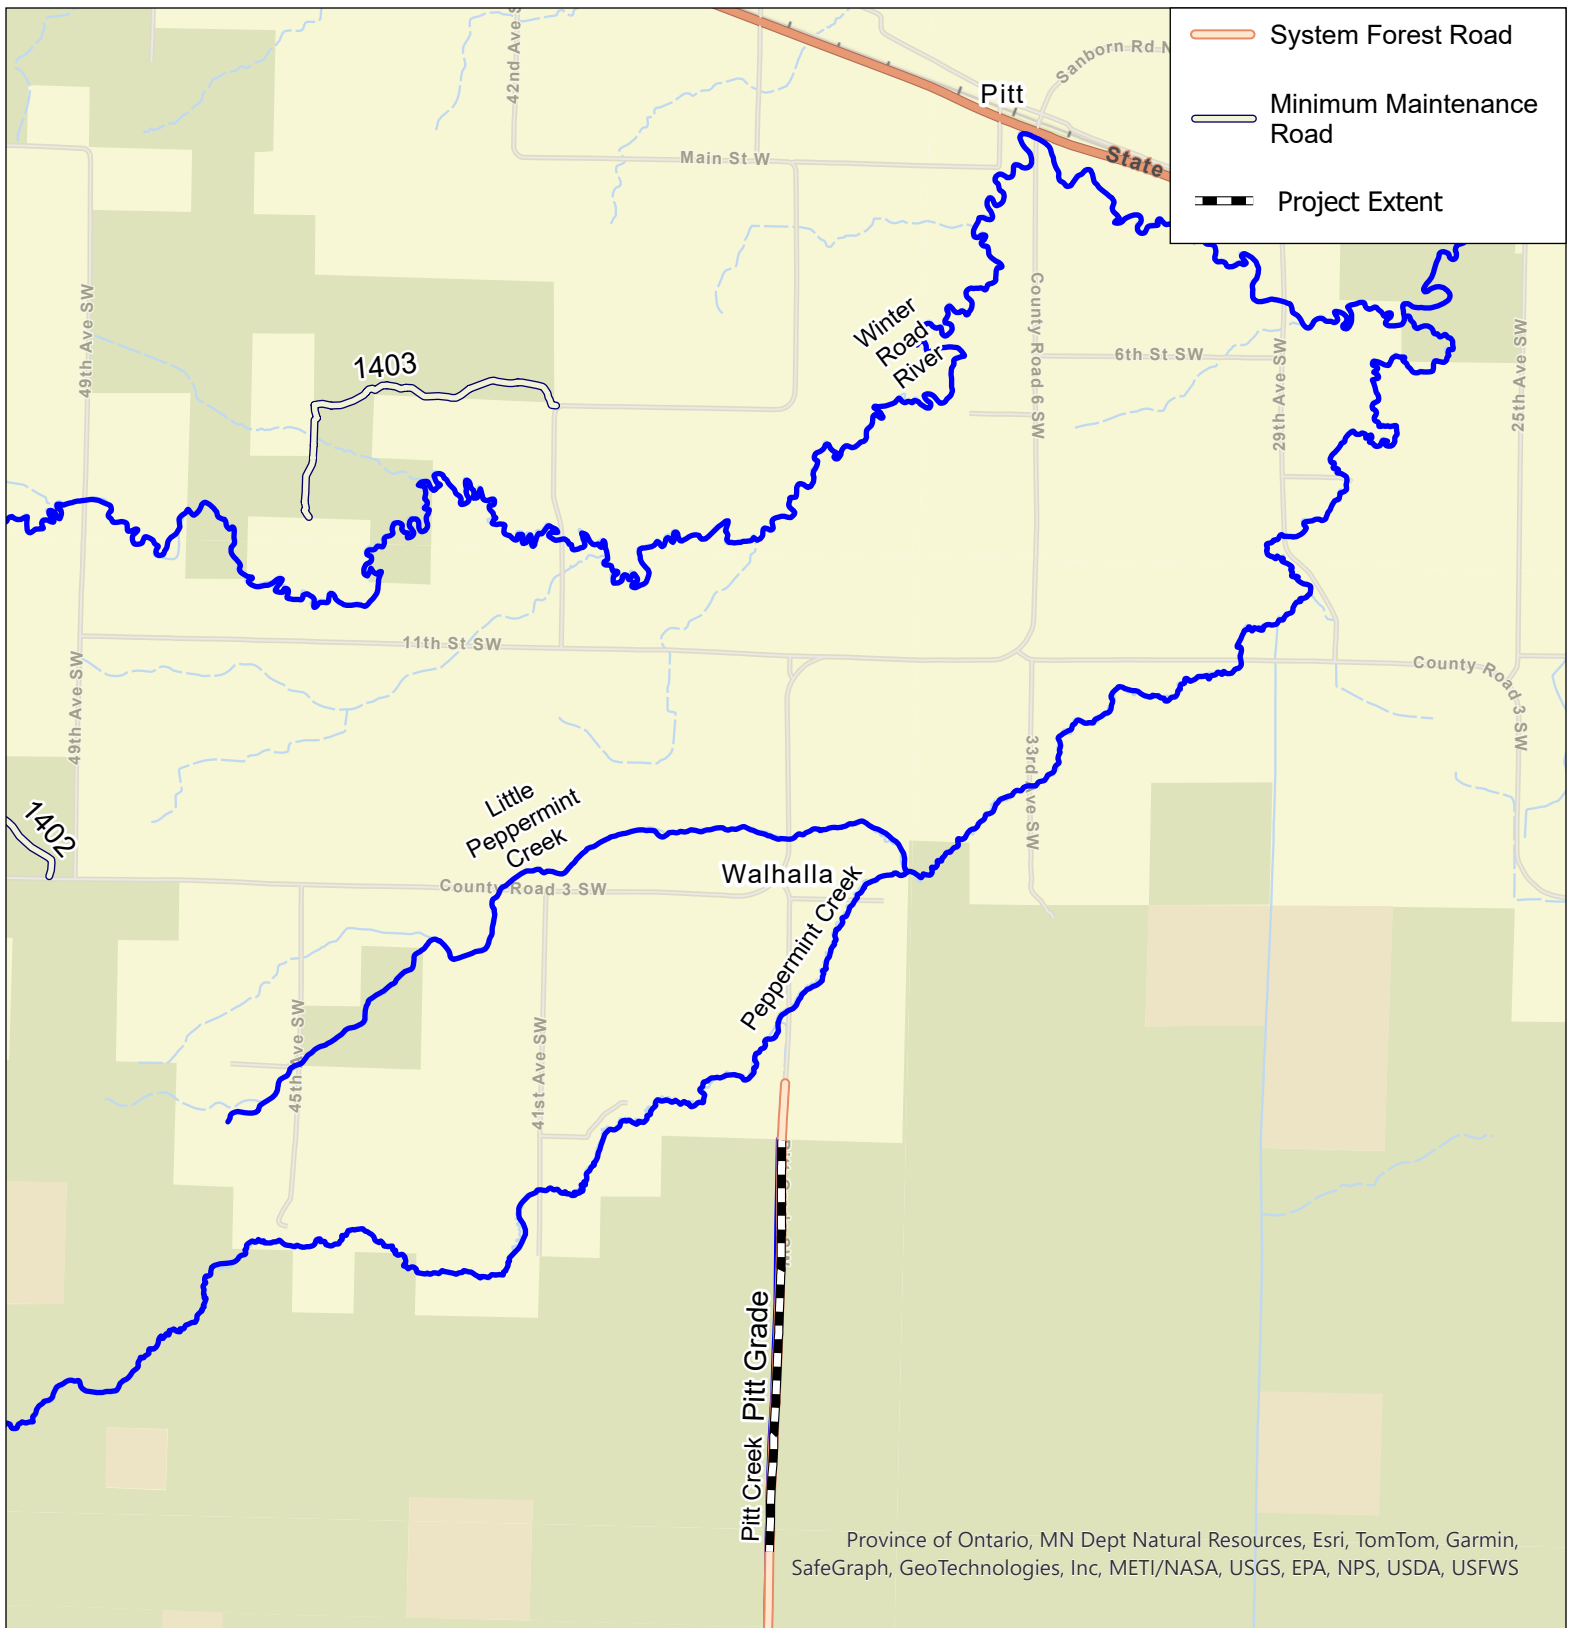 System Forest Road
Minimum Maintenance
Road
Project Extent
42nd Ave S
Sanborn Rd N
Pitt
Main St W
State
49th Ave SW
County Road 6 SW
Winter
Road
River
1403
6th St SW
29th Ave SW
25th Ave SW
11th St SW
49th Ave SW
County Road 3 SW
33rd Ave SW
Little
Peppermint
Creek
1402
Walhalla
County Road 3 SW
Peppermint Creek
45th Ave SW
41st Ave SW
Pitt Grade
Pitt Creek
Province of Ontario, MN Dept Natural Resources, Esri, TomTom, Garmin,
SafeGraph, GeoTechnologies, Inc, METI/NASA, USGS, EPA, NPS, USDA, USFWS